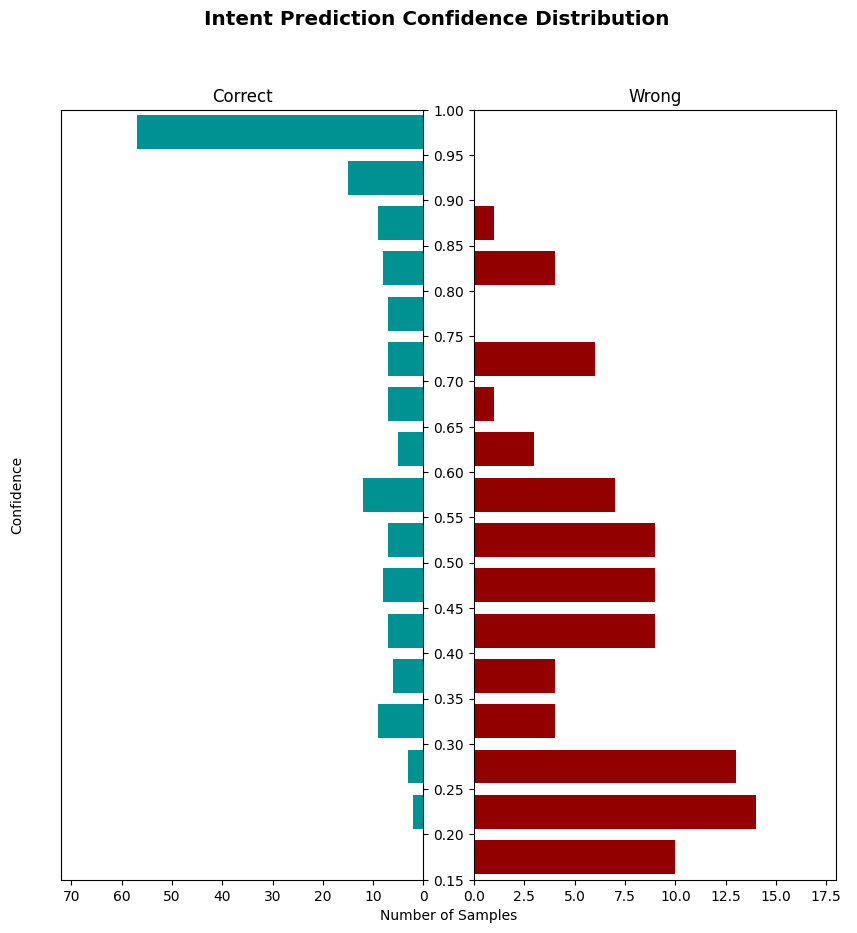 Intent Prediction Confidence Distribution
Correct
Wrong
1.00
0.95
0.90
0.85
0.80
0.75
0.70
0.65
0.60
0.55
0.50
0.45
0.40
0.35
0.30
0.25
0.20
0.15
Confidence
70 60 50 40 30 20 10 0
0.0 2.5 5.0 7.5 10.0 12.5 15.0 17.5
Number of Samples